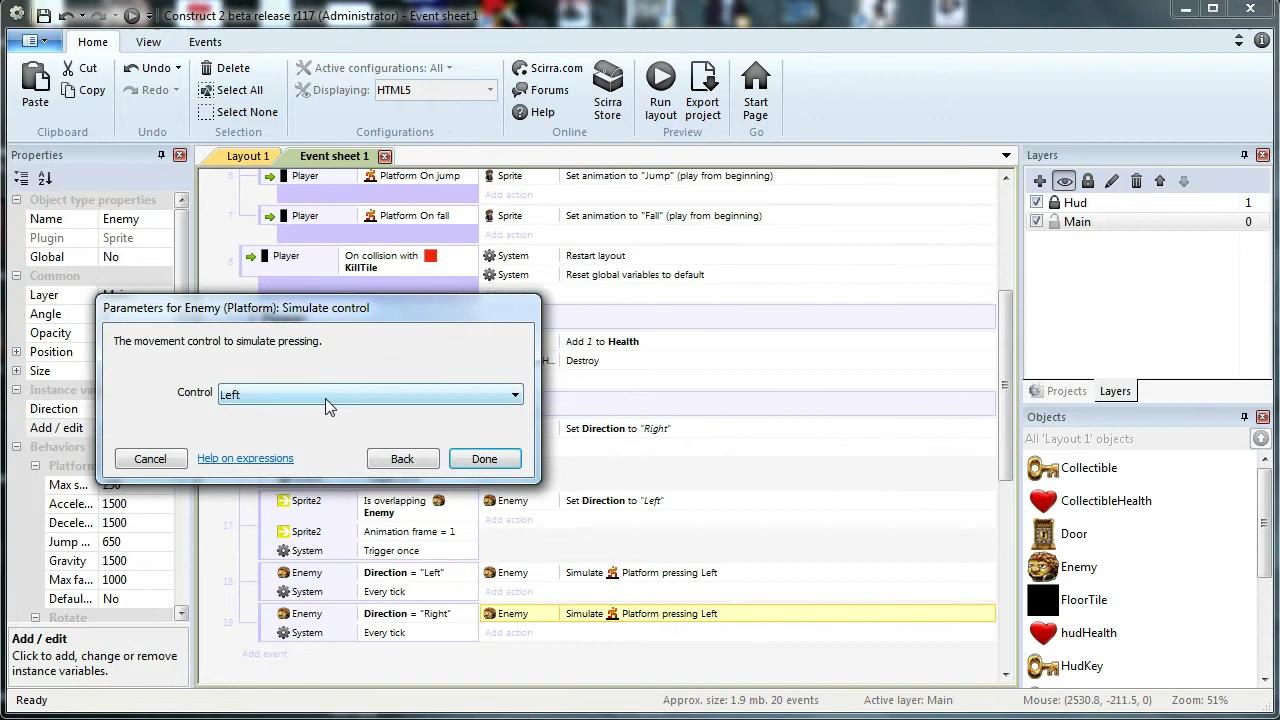 Construct 2 beta release r117 (Administrator) - Event sheet 1
Home
View
Events
Paste
Cut
Copy
Clipboard
Undo
Redo
Undo
Delete
Select All
Select None
Selection
Active configurations: All
Displaying:
HTML5
Configurations
Scirra.com
Forums
Help
Scirra Store
Online
Run layout
Export project
Preview
Start Page
Go
Properties
Object type properties
Name Enemy
Plugin Sprite
Global No
Common
Layer
Angle
Opacity
Position
Size
Instance va
Direction
Add / edit
Behaviors
Platform
Max s...
Accele... 1500
Decele... 1500
Jump ... 650
Gravity 1500
Max fa... 1000
Defaul... No
Rotate
Add / edit
Click to add, change or remove
instance variables.
Layout 1
Event sheet 1
6 Player Platform On jump Sprite Set animation to "Jump" (play from beginning)
Add action
7 Player Platform On fall Sprite Set animation to "Fall" (play from beginning)
Add action
8 Player On collision with KillTile System Restart layout
System Reset global variables to default
Add 1 to Health
H... Destroy
Set Direction to "Right"
17 Sprite2 Is overlapping Enemy Enemy Set Direction to "Left"
Add action
Sprite2 Animation frame = 1
System Trigger once
18 Enemy Direction = "Left" Enemy Simulate Platform pressing Left
System Every tick Add action
19 Enemy Direction = "Right" Enemy Simulate Platform pressing Left
System Every tick Add action
Add event
Parameters for Enemy (Platform): Simulate control
The movement control to simulate pressing.
Control Left
Cancel
Help on expressions
Back
Done
Layers
Hud 1
Main 0
Projects
Layers
Objects
All 'Layout 1' objects
Collectible
CollectibleHealth
Door
Enemy
FloorTile
hudHealth
HudKey
Ready
Approx. size: 1.9 mb. 20 events
Active layer: Main
Mouse: (2530.8, -211.5, 0)
Zoom: 51%